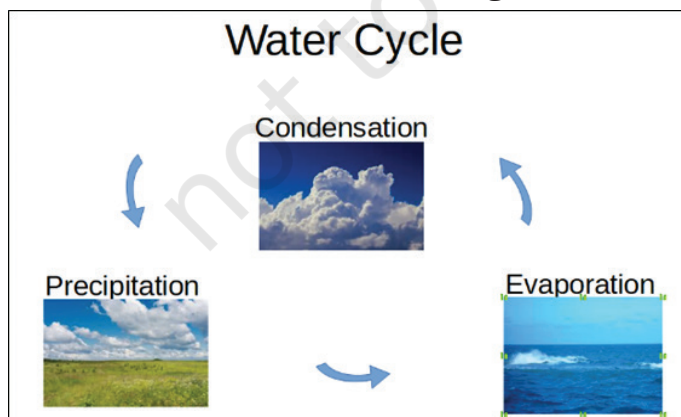 Water Cycle
Condensation
Precipitation
Evaporation
not to